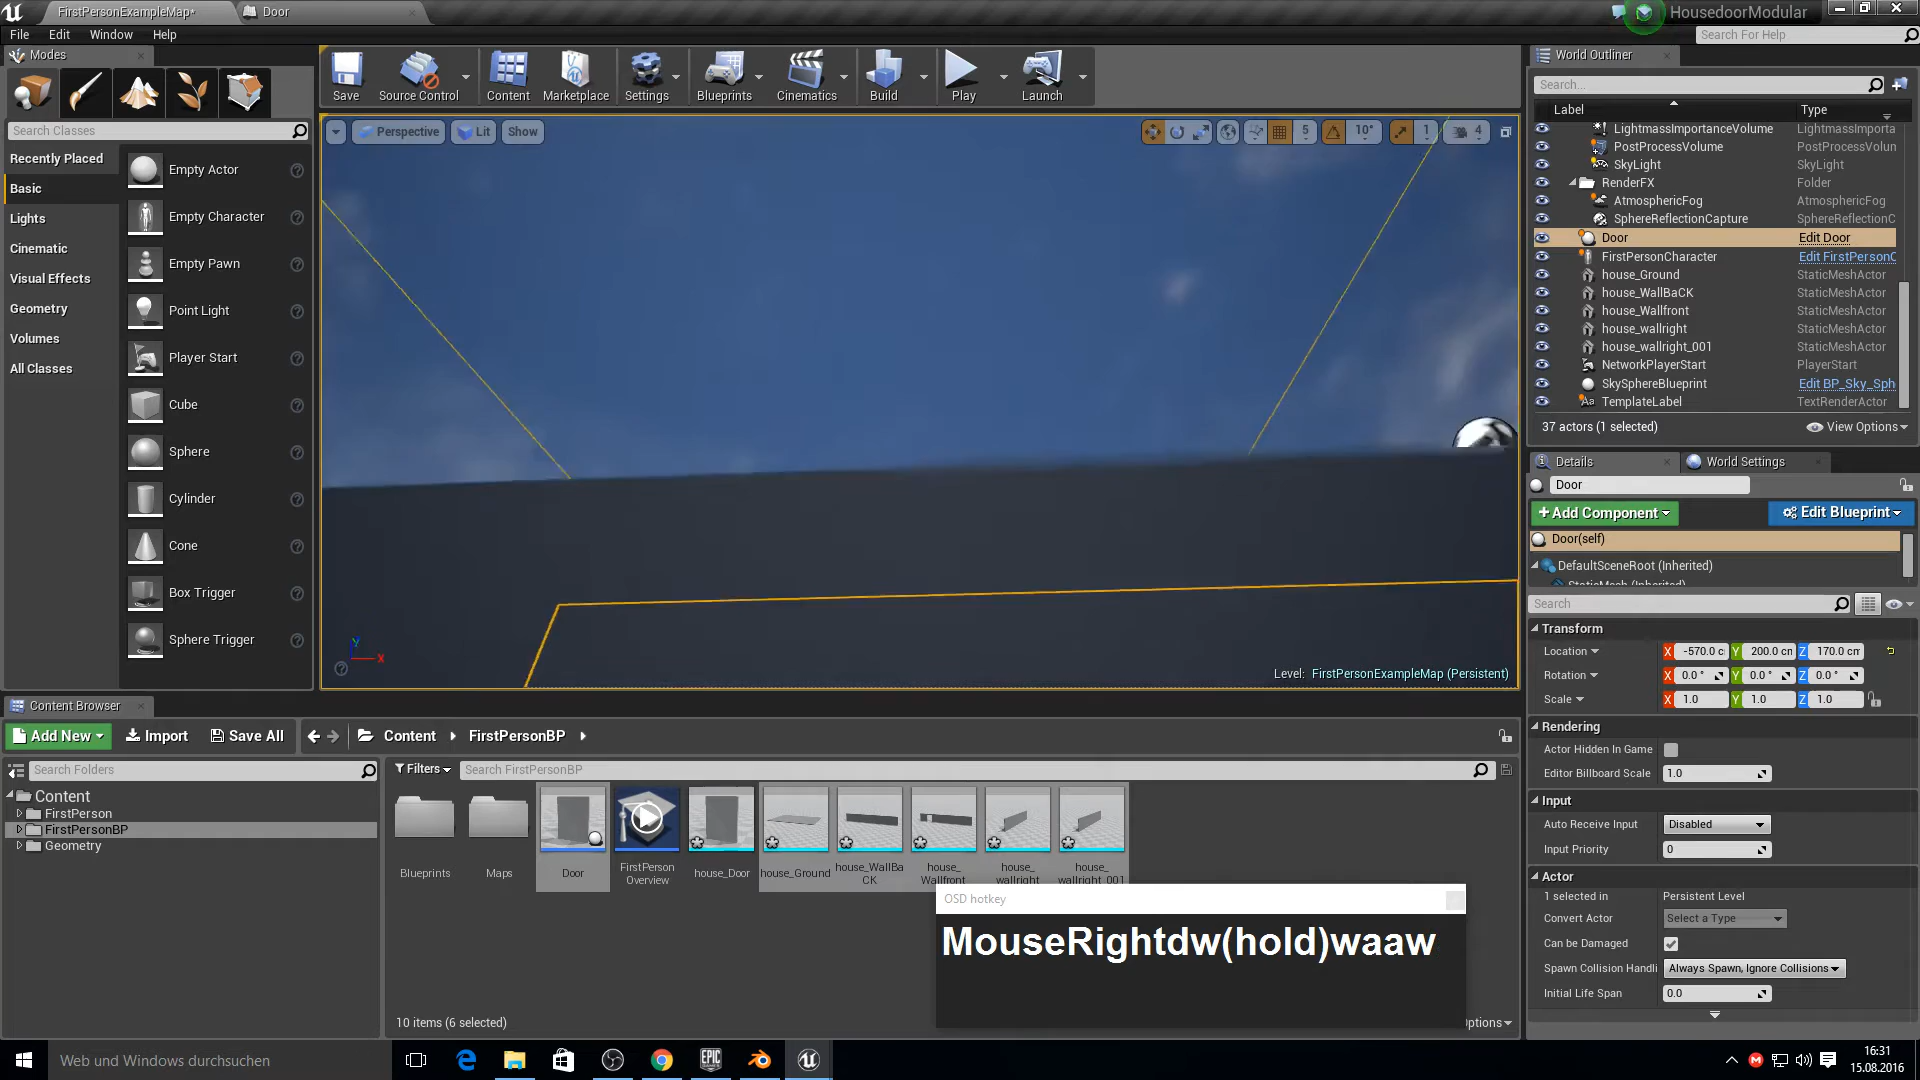 FirstPersonExampleMap*
Door
HousedoorModular
File
Edit
Window
Help
Search For Help
Modes
Save
Source Control
Content
Marketplace
Settings
Blueprints
Cinematics
Build
Play
Launch
World Outliner
Search...
Label
Type
Search Classes
Recently Placed
Basic
Lights
Cinematic
Visual Effects
Geometry
Volumes
All Classes
Empty Actor
Empty Character
Empty Pawn
Point Light
Player Start
Cube
Sphere
Cylinder
Cone
Box Trigger
Sphere Trigger
Perspective
Lit
Show
5
10°
1
4
Level: FirstPersonExampleMap (Persistent)
LightmassImportanceVolume LightmassImporta
PostProcessVolume PostProcessVolun
SkyLight SkyLight
RenderFX Folder
AtmosphericFog AtmosphericFog
SphereReflectionCapture SphereReflectionC
Door Edit Door
FirstPersonCharacter Edit FirstPersonC
house_Ground StaticMeshActor
house_WallBaCK StaticMeshActor
house_Wallfront StaticMeshActor
house_wallright StaticMeshActor
house_wallright_001 StaticMeshActor
NetworkPlayerStart PlayerStart
SkySphereBlueprint Edit BP_Sky_Sph
TemplateLabel TextRenderActor
37 actors (1 selected)
View Options
Details
World Settings
Door
Add Component
Edit Blueprint
Door(self)
DefaultSceneRoot (Inherited)
StaticMesh (Inherited)
Search
Transform
Location X -570.0 c Y 200.0 cn Z 170.0 cm
Rotation X 0.0 ° Y 0.0 ° Z 0.0 °
Scale X 1.0 Y 1.0 Z 1.0
Rendering
Actor Hidden In Game
Editor Billboard Scale 1.0
Input
Auto Receive Input Disabled
Input Priority 0
Actor
1 selected in Persistent Level
Convert Actor Select a Type
Can be Damaged
Spawn Collision Handli Always Spawn, Ignore Collisions
Initial Life Span 0.0
Content Browser
Add New
Import
Save All
Content
FirstPersonBP
Search Folders
Filters
Search FirstPersonBP
Content
FirstPerson
FirstPersonBP
Geometry
Blueprints
Maps
Door
FirstPerson
Overview
house_Door
house_Ground
house_WallBa
CK
house_
Wallfront
house_
wallright
house_
wallright_001
OSD hotkey
MouseRightdw(hold)waaw
10 items (6 selected)
ptions
Web und Windows durchsuchen
EPIC
16:31
15.08.2016